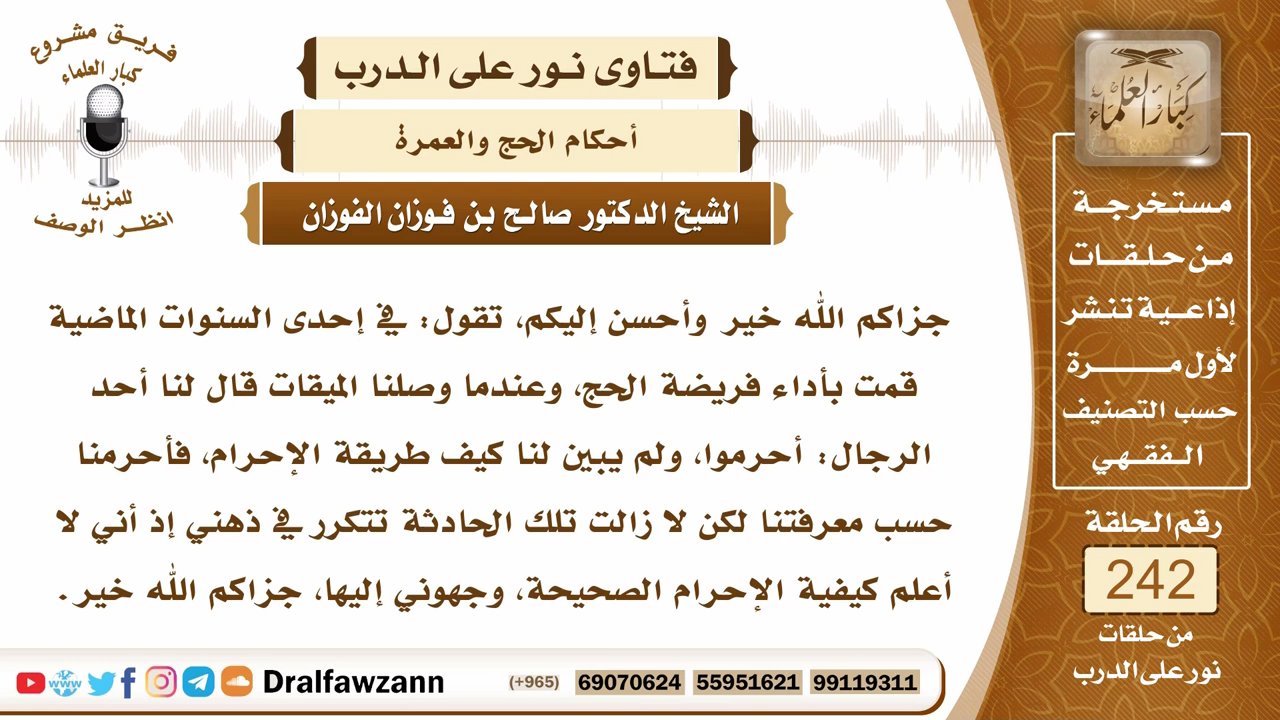 فريق مشروع
كبار العلماء
للمزيد
انظر الوصف
فتاوى نور على الدرب
أحكام الحج والعمرة
الشيخ الدكتور صالح بن فوزان الفوزان
جزاكم الله خير وأحسن إليكم، تقول: في إحدى السنوات الماضية
قمت بأداء فريضة الحج، وعندما وصلنا الميقات قال لنا أحد
الرجال: أحرموا، ولم يبين لنا كيف طريقة الإحرام، فأحرمنا
حسب معرفتنا لكن لا زالت تلك الحادثة تتكرر في ذهني إذ أني لا
أعلم كيفية الإحرام الصحيحة، وجهوني إليها، جزاكم الله خير.
كبار العلماء
مستخرجة
من حلقات
إذاعية تنشر
لأول مرة
حسب التصنيف
الفقهي
رقم الحلقة
242
من حلقات
نور على الدرب
www
Dralfawzann (+965) 69070624 55951621 99119311